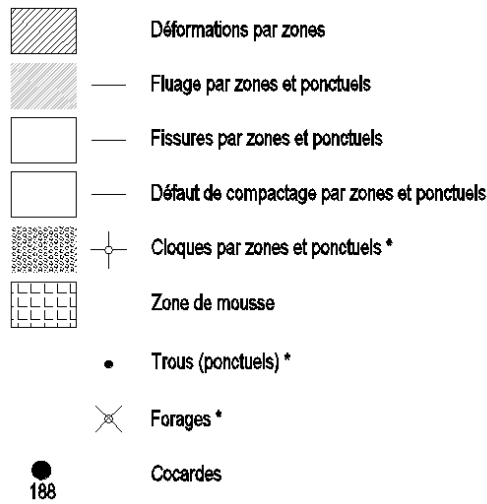 Déformations par zones
Fluage par zones et ponctuels
Fissures par zones et ponctuels
Défaut de compactage par zones et ponctuels
Cloques par zones et ponctuels *
Zone de mousse
Trous (ponctuels) *
Forages *
Cocardes
188